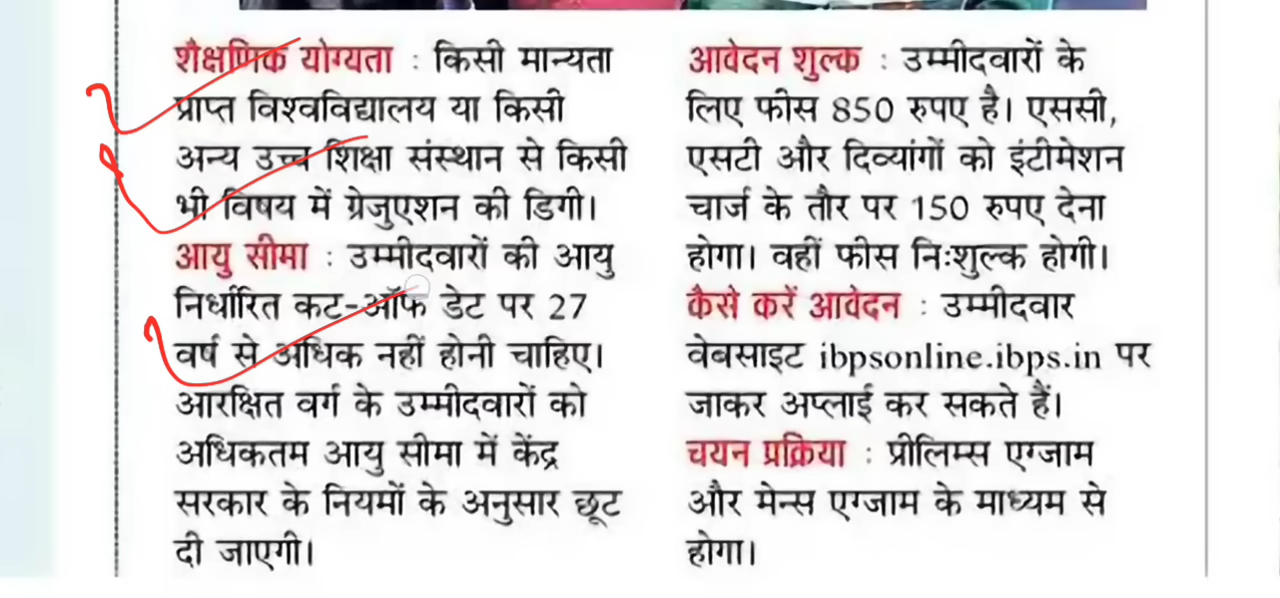 शैक्षणिक योग्यता : किसी मान्यता
प्राप्त विश्वविद्यालय या किसी
अन्य उच्च शिक्षा संस्थान से किसी
भी विषय में ग्रेजुएशन की डिग्री।
आयु सीमा : उम्मीदवारों की आयु
निर्धारित कट-ऑफ डेट पर 27
वर्ष से अधिक नहीं होनी चाहिए।
आरक्षित वर्ग के उम्मीदवारों को
अधिकतम आयु सीमा में केंद्र
सरकार के नियमों के अनुसार छूट
दी जाएगी।
आवेदन शुल्क : उम्मीदवारों के
लिए फीस 850 रुपए है। एससी,
एसटी और दिव्यांगों को इंटीमेशन
चार्ज के तौर पर 150 रुपए देना
होगा। वहीं फीस निःशुल्क होगी।
कैसे करें आवेदन : उम्मीदवार
वेबसाइट ibpsonline.ibps.in पर
जाकर अप्लाई कर सकते हैं।
चयन प्रक्रिया : प्रीलिम्स एग्जाम
और मेन्स एग्जाम के माध्यम से
होगा।